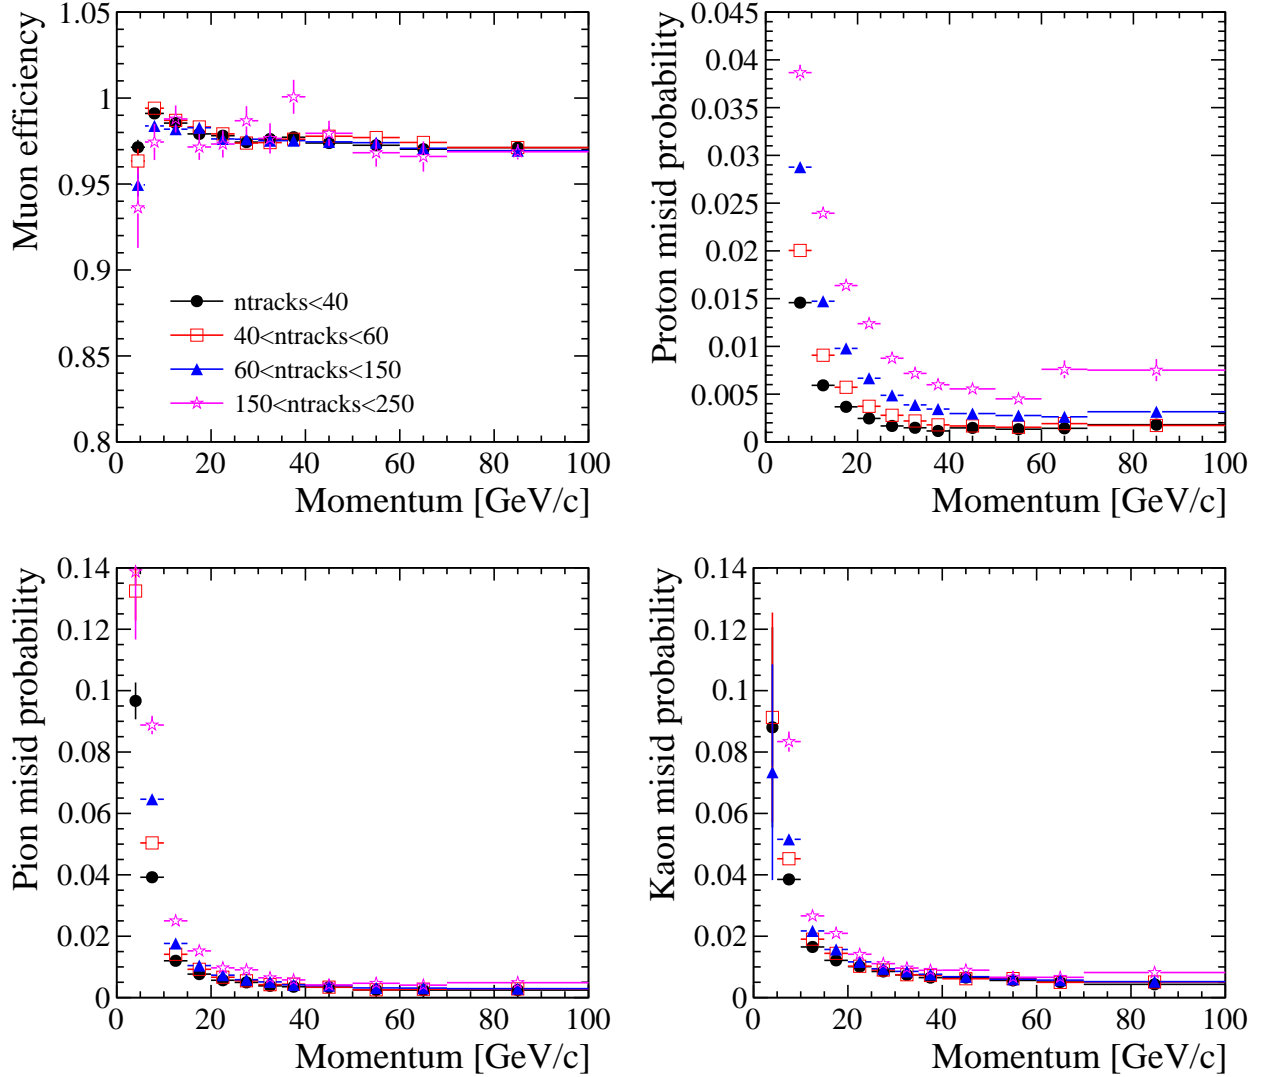 Muon efficiency
1.05
1
0.95
0.9
0.85
0.8
ntracks<40
40<ntracks<60
60<ntracks<150
150<ntracks<250
0 20 40 60 80 100
Momentum [GeV/c]
Proton misid probability
0.045
0.04
0.035
0.03
0.025
0.02
0.015
0.01
0.005
0
0 20 40 60 80 100
Momentum [GeV/c]
Pion misid probability
0.14
0.12
0.1
0.08
0.06
0.04
0.02
0
0 20 40 60 80 100
Momentum [GeV/c]
Kaon misid probability
0.14
0.12
0.1
0.08
0.06
0.04
0.02
0
0 20 40 60 80 100
Momentum [GeV/c]